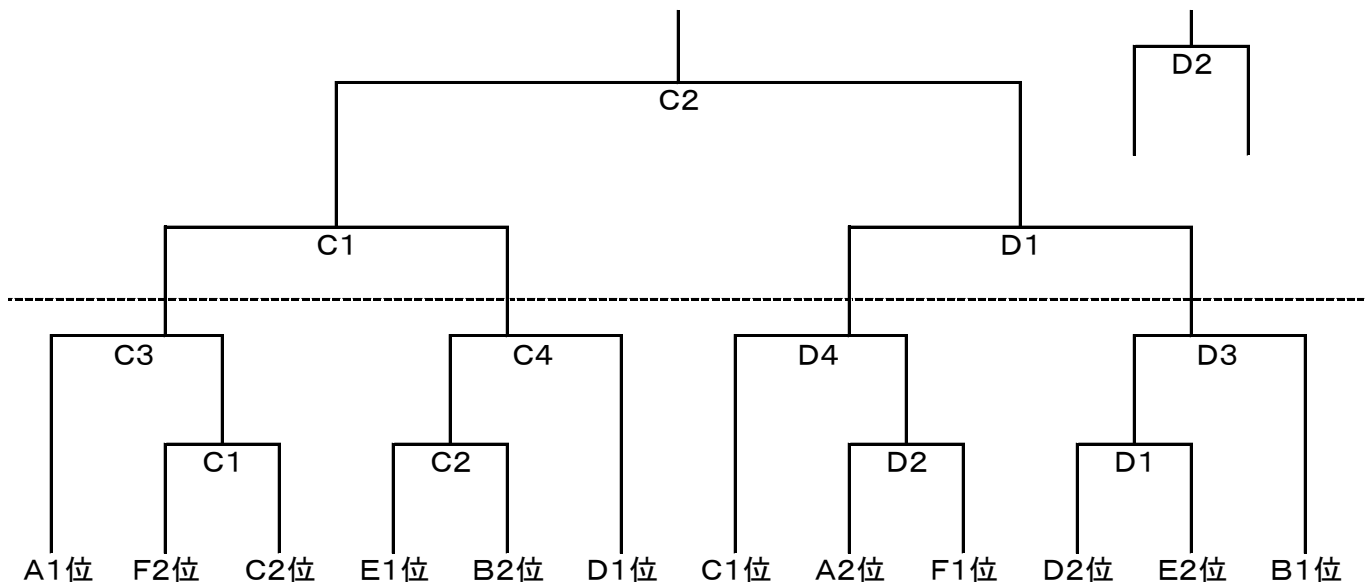 D2
C2
C1 D1
C3 C4 D4 D3
C1 C2 D2 D1
A1位 F2位 C2位 E1位 B2位 D1位 C1位 A2位 F1位 D2位 E2位 B1位